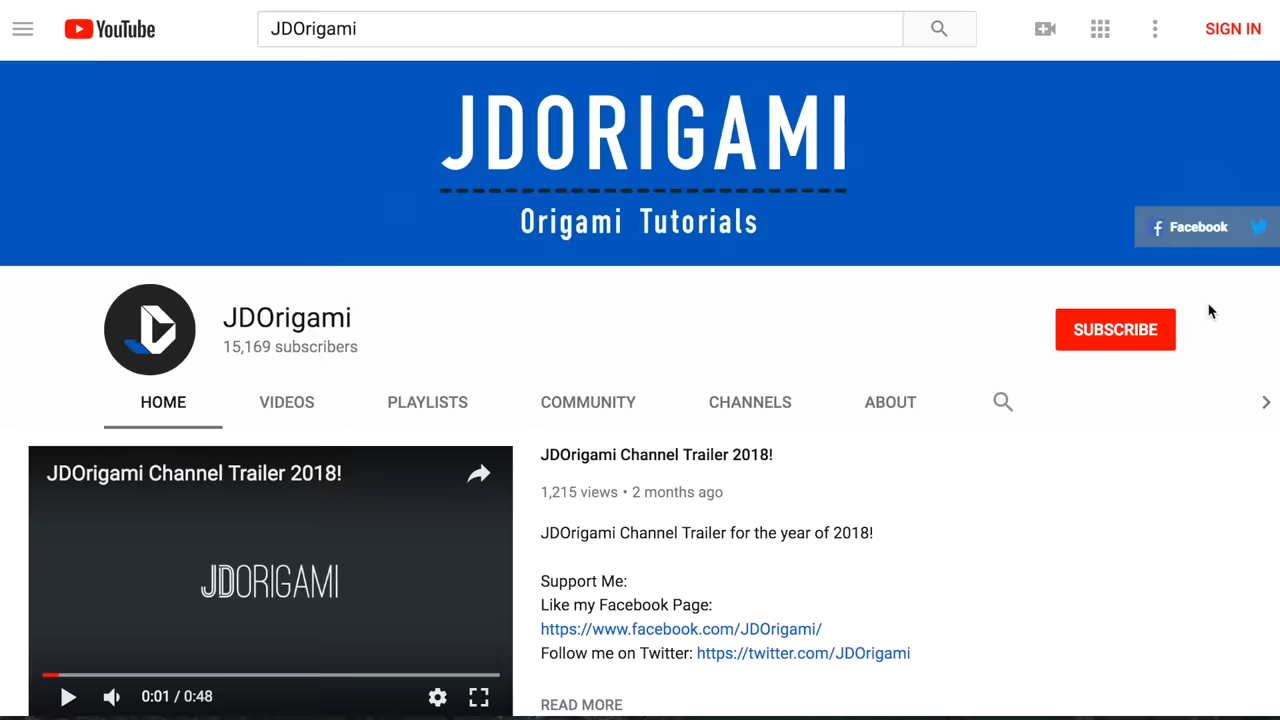 YouTube
JDOrigami
SIGN IN
JDORIGAMI
Origami Tutorials
Facebook
JDOrigami
15,169 subscribers
SUBSCRIBE
HOME VIDEOS PLAYLISTS COMMUNITY CHANNELS ABOUT
JDOrigami Channel Trailer 2018!
JDORIGAMI
0:01 / 0:48
JDOrigami Channel Trailer 2018!
1,215 views • 2 months ago
JDOrigami Channel Trailer for the year of 2018!
Support Me:
Like my Facebook Page:
https://www.facebook.com/JDOrigami/
Follow me on Twitter: https://twitter.com/JDOrigami
READ MORE